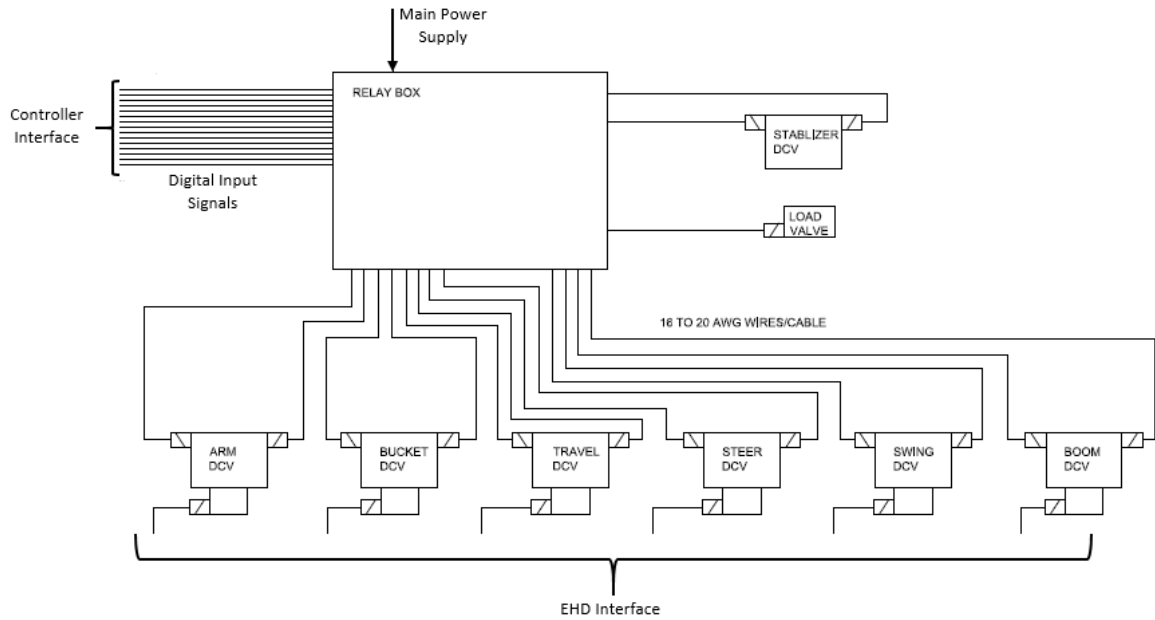 Main Power
Supply
RELAY BOX
Controller
Interface
Digital Input
Signals
STABLIZER
DCV
LOAD
VALVE
16 TO 20 AWG WIRES/CABLE
ARM
DCV
BUCKET
DCV
TRAVEL
DCV
STEER
DCV
SWING
DCV
BOOM
DCV
EHD Interface